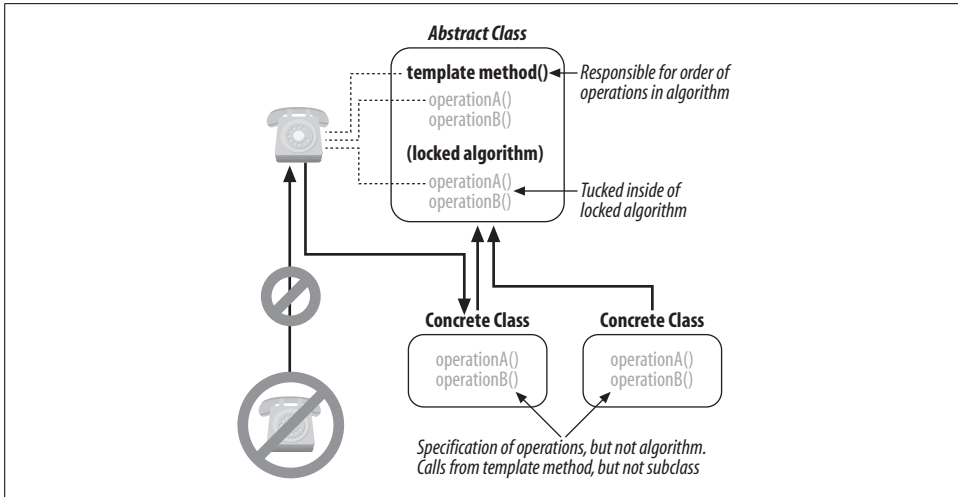 Abstract Class
template method()
Responsible for order of
operations in algorithm
operationA()
operationB()
(locked algorithm)
operationA()
operationB()
Tucked inside of
locked algorithm
Concrete Class
Concrete Class
operationA()
operationB()
operationA()
operationB()
Specification of operations, but not algorithm.
Calls from template method, but not subclass